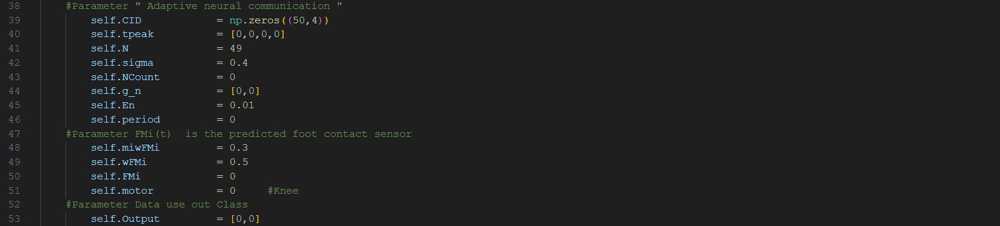 38 #Parameter " Adaptive neural communication "
39 self.CID = np.zeros((50,4))
40 self.tpeak = [0,0,0,0]
41 self.N = 49
42 self.sigma = 0.4
43 self.NCount = 0
44 self.g_n = [0,0]
45 self.En = 0.01
46 self.period = 0
47 #Parameter FMi(t)  is the predicted foot contact sensor
48 self.miwFMi = 0.3
49 self.wFMi = 0.5
50 self.FMi = 0
51 self.motor = 0 #Knee
52 #Parameter Data use out Class
53 self.Output = [0,0]